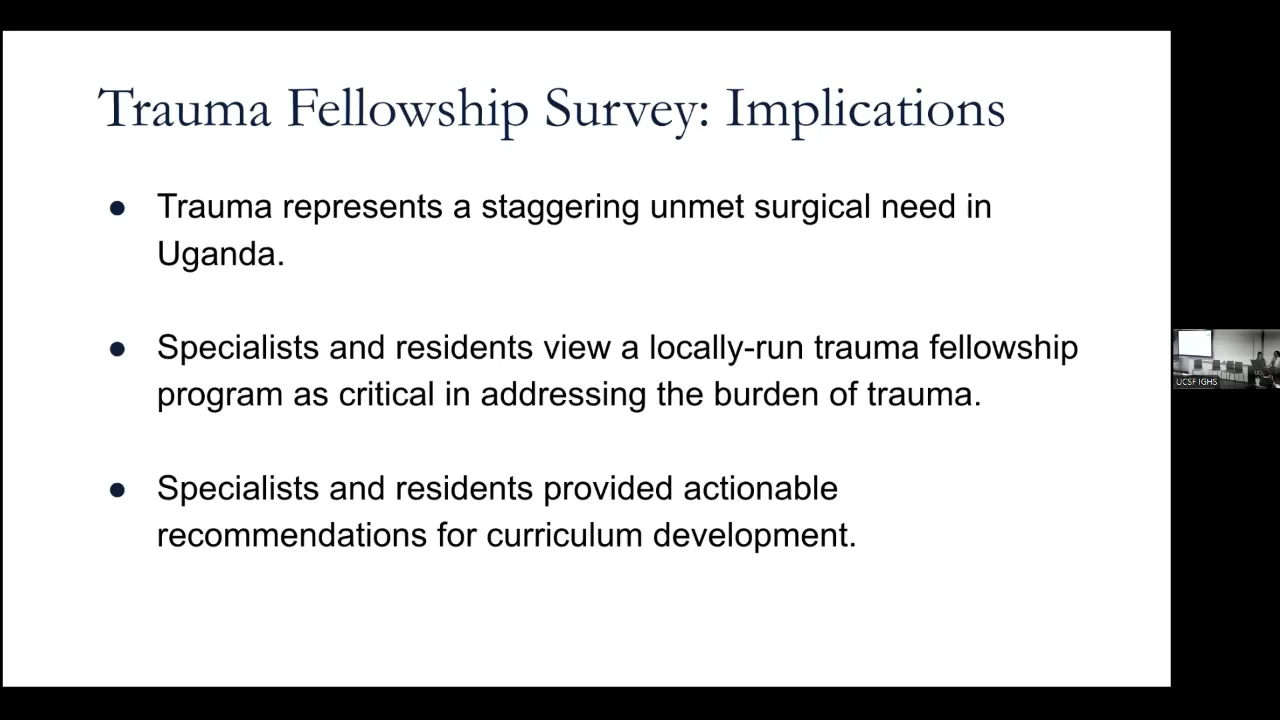 Trauma Fellowship Survey: Implications
● Trauma represents a staggering unmet surgical need in
Uganda.
● Specialists and residents view a locally-run trauma fellowship
program as critical in addressing the burden of trauma.
● Specialists and residents provided actionable
recommendations for curriculum development.
UCSF IGHS